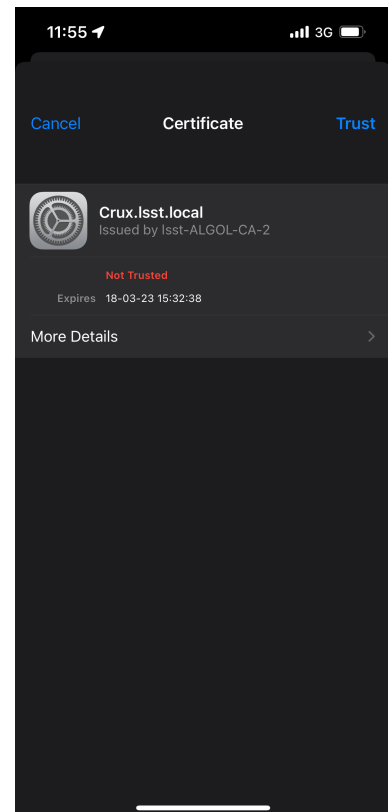 11:55
3G
Cancel
Certificate
Trust
Crux.lsst.local
Issued by lsst-ALGOL-CA-2
Not Trusted
Expires 18-03-23 15:32:38
More Details